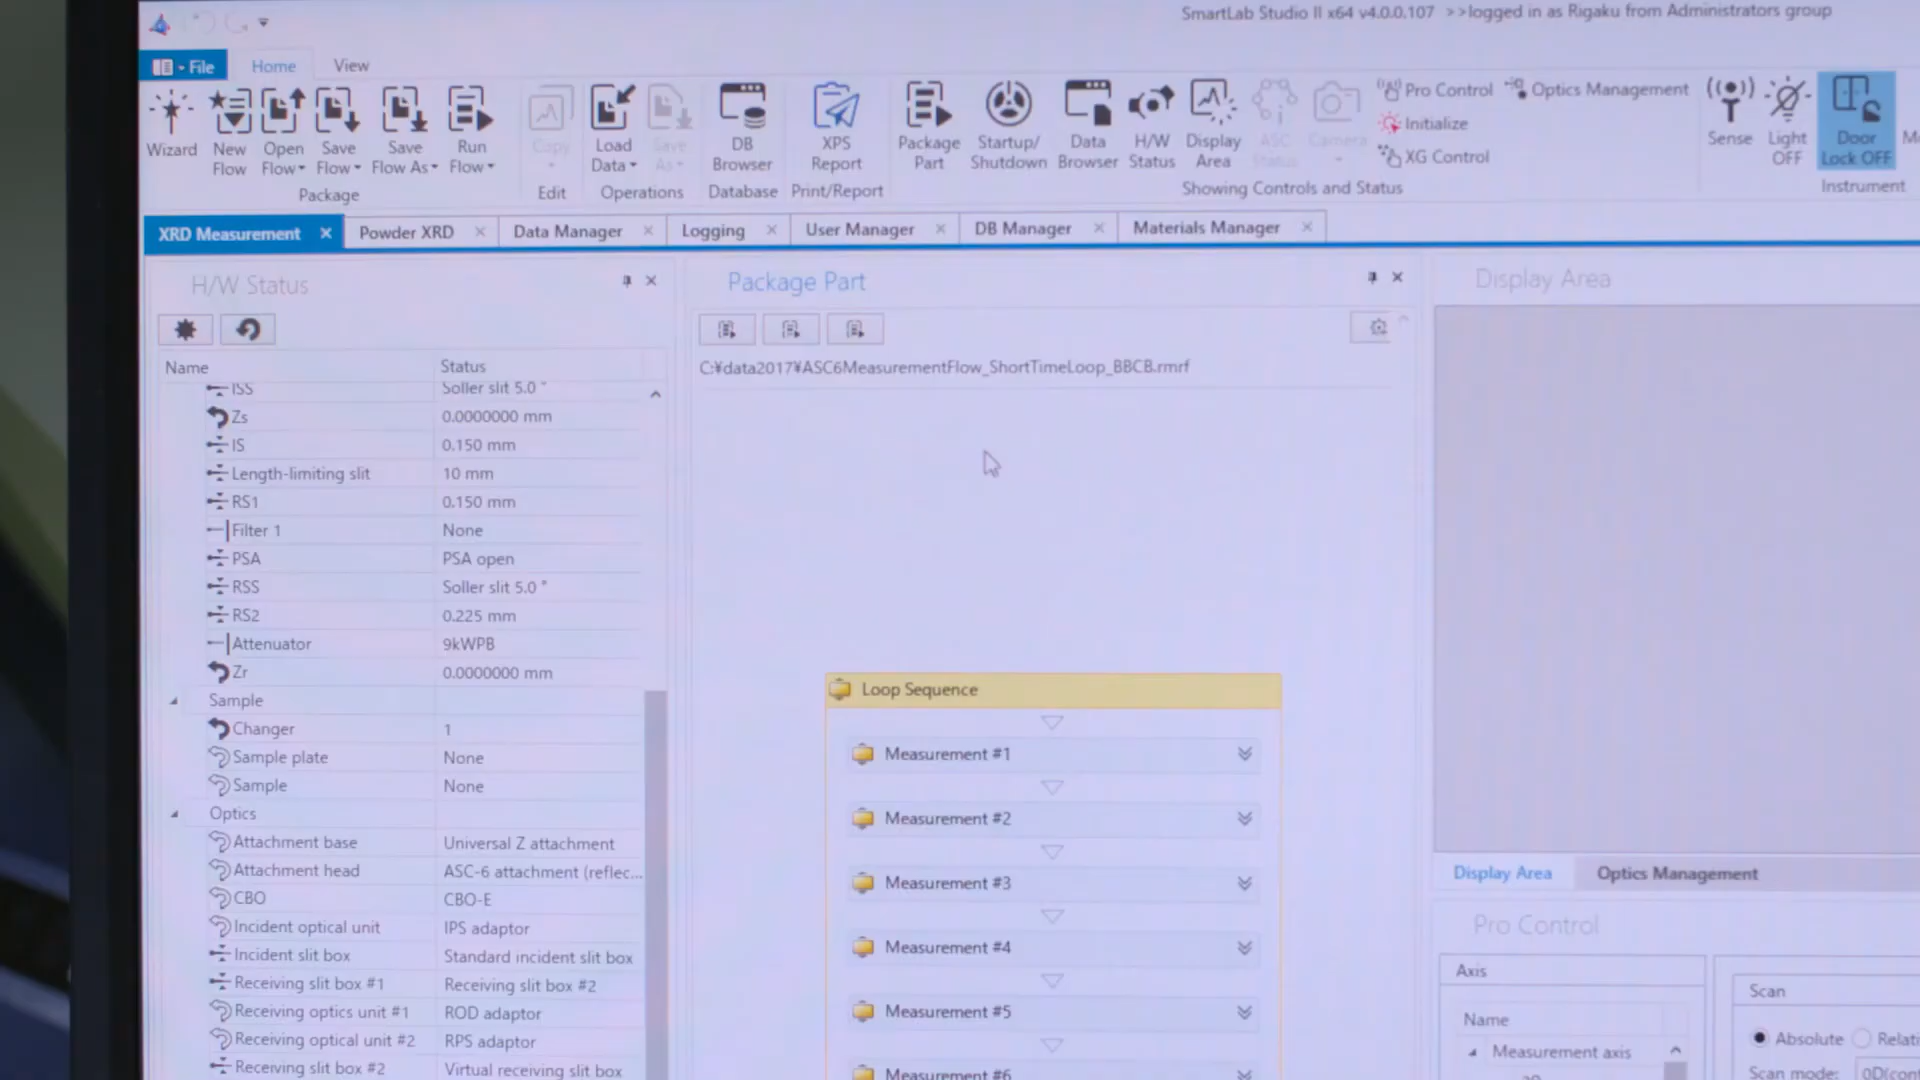 SmartLab Studio II x64 v4.0.0.107 >>logged in as Rigaku from Administrators group
File Home View
Wizard
New Flow
Open Flow
Save Flow
Save Flow As
Run Flow
Package
Copy
Edit
Load Data
Save As
Operations
DB Browser
Database
XPS Report
Print/Report
Package Part
Startup/ Shutdown
Data Browser
H/W Status
Display Area
ASC Status
Camera
Pro Control
Optics Management
Initialize
XG Control
Showing Controls and Status
Sense
Light OFF
Door Lock OFF
Instrument
XRD Measurement
Powder XRD
Data Manager
Logging
User Manager
DB Manager
Materials Manager
H/W Status
Name Status
ISS Soller slit 5.0 °
Zs 0.0000000 mm
IS 0.150 mm
Length-limiting slit 10 mm
RS1 0.150 mm
Filter 1 None
PSA PSA open
RSS Soller slit 5.0 °
RS2 0.225 mm
Attenuator 9kWPB
Zr 0.0000000 mm
Sample
Changer 1
Sample plate None
Sample None
Optics
Attachment base Universal Z attachment
Attachment head ASC-6 attachment (reflec...
CBO CBO-E
Incident optical unit IPS adaptor
Incident slit box Standard incident slit box
Receiving slit box #1 Receiving slit box #2
Receiving optics unit #1 ROD adaptor
Receiving optical unit #2 RPS adaptor
Receiving slit box #2 Virtual receiving slit box
Package Part
C:¥data2017¥ASC6MeasurementFlow_ShortTimeLoop_BBCB.rmrf
Loop Sequence
Measurement #1
Measurement #2
Measurement #3
Measurement #4
Measurement #5
Measurement #6
Display Area
Display Area Optics Management
Pro Control
Axis
Name
Measurement axis
Scan
Absolute Relati
Scan mode: 0D(cont